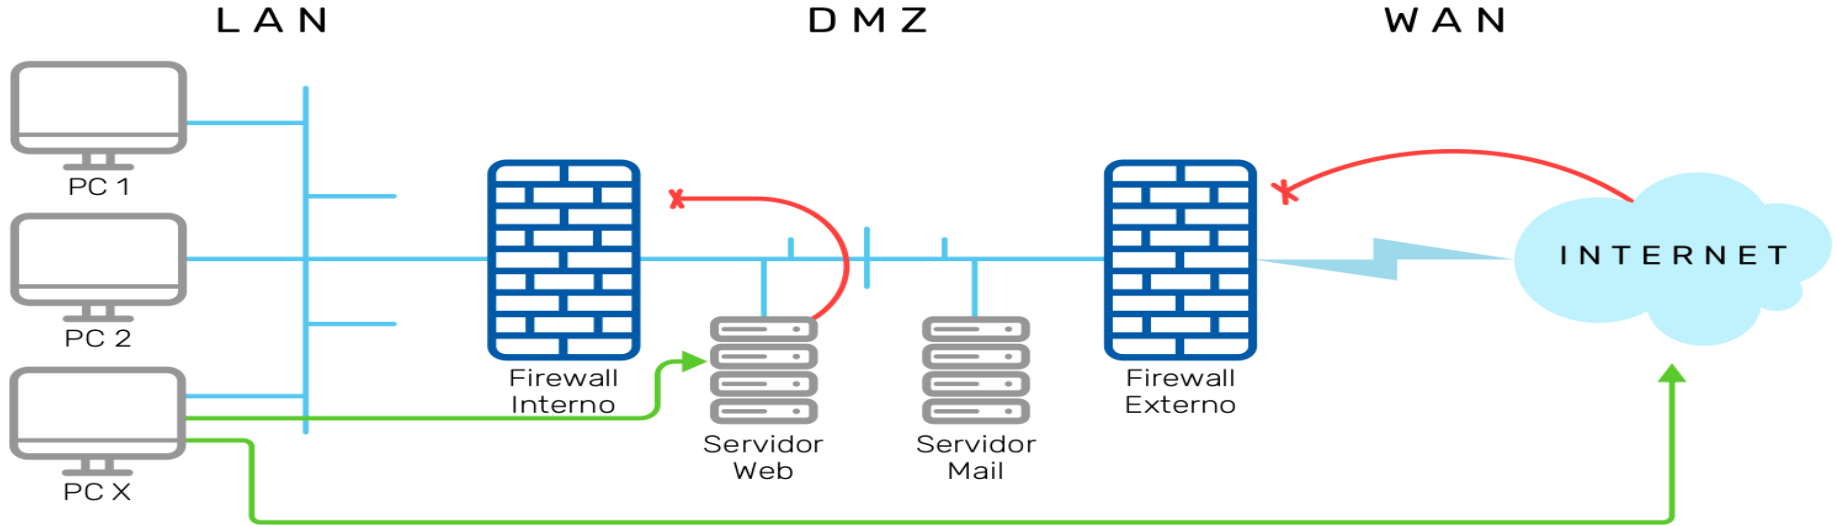 LAN
DMZ
WAN
PC 1
PC 2
PC X
Firewall
Interno
Servidor
Web
Servidor
Mail
Firewall
Externo
INTERNET